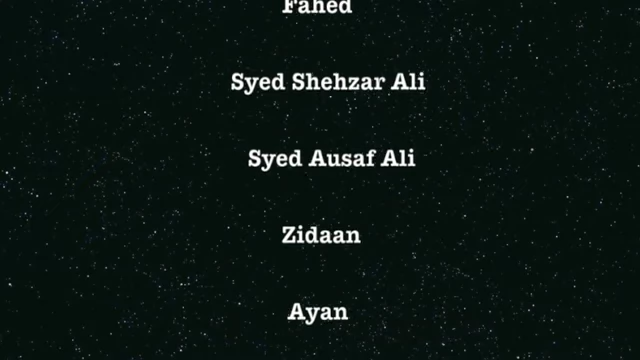 Fahed
Syed Shehzar Ali
Syed Ausaf Ali
Zidaan
Ayan